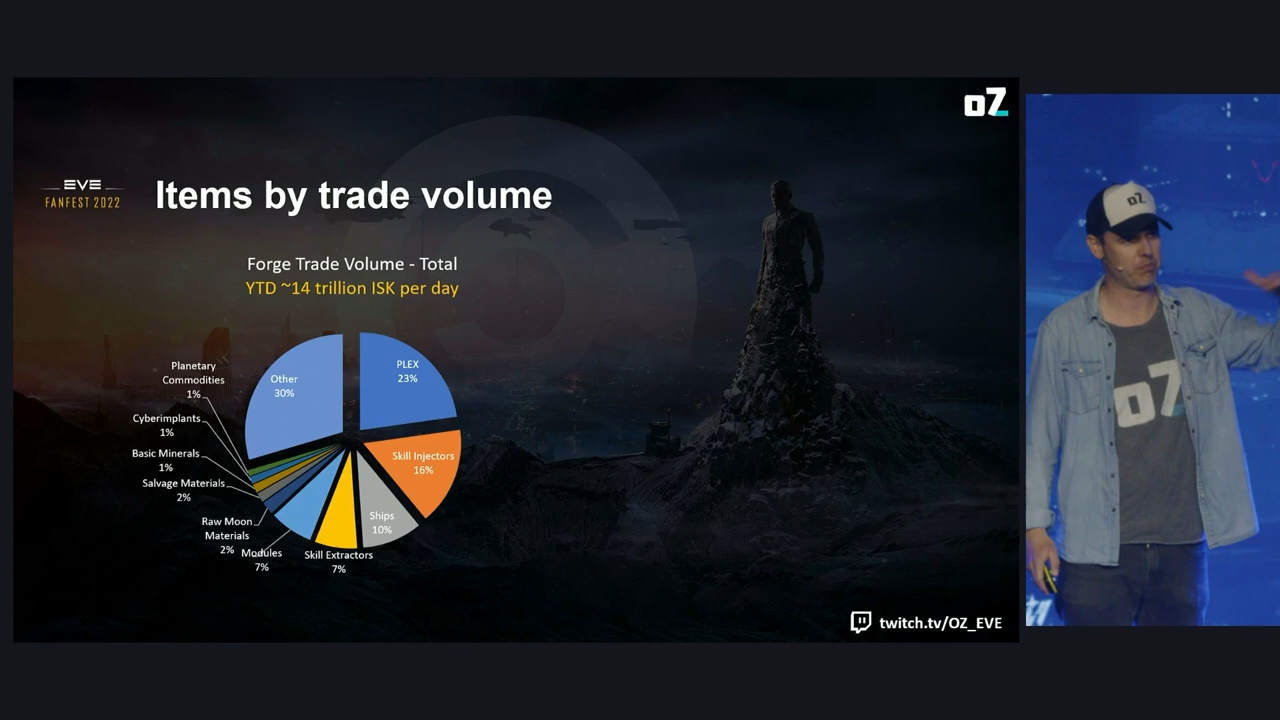 oZ
EVE
FANFEST 2022
Items by trade volume
Forge Trade Volume - Total
YTD ~14 trillion ISK per day
PLEX
23%
Skill Injectors
16%
Ships
10%
Skill Extractors
7%
Modules
7%
Raw Moon
Materials
2%
Salvage Materials
2%
Basic Minerals
1%
Cyberimplants
1%
Planetary
Commodities
1%
Other
30%
twitch.tv/OZ_EVE
oZ
oZ